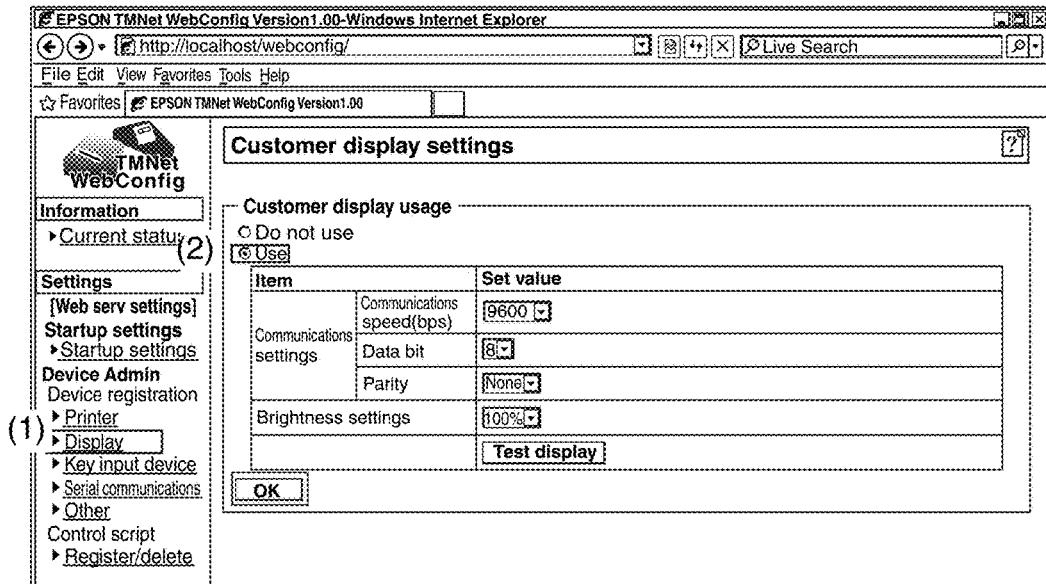 EPSON TMNet WebConfig Version1.00-Windows Internet Explorer
http://localhost/webconfig/
Live Search
File Edit View Favorites Tools Help
Favorites EPSON TMNet WebConfig Version1.00
TMNet
WebConfig
Customer display settings
?
Information
Current status
Settings
[Web serv settings]
Startup settings
Startup settings
Device Admin
Device registration
(1)
Printer
Display
Key input device
Serial communications
Other
Control script
Register/delete
Customer display usage
Do not use
(2)
Use
Item Set value
Communications settings
Communications speed(bps) 9600
Data bit 8
Parity None
Brightness settings 100%
Test display
OK